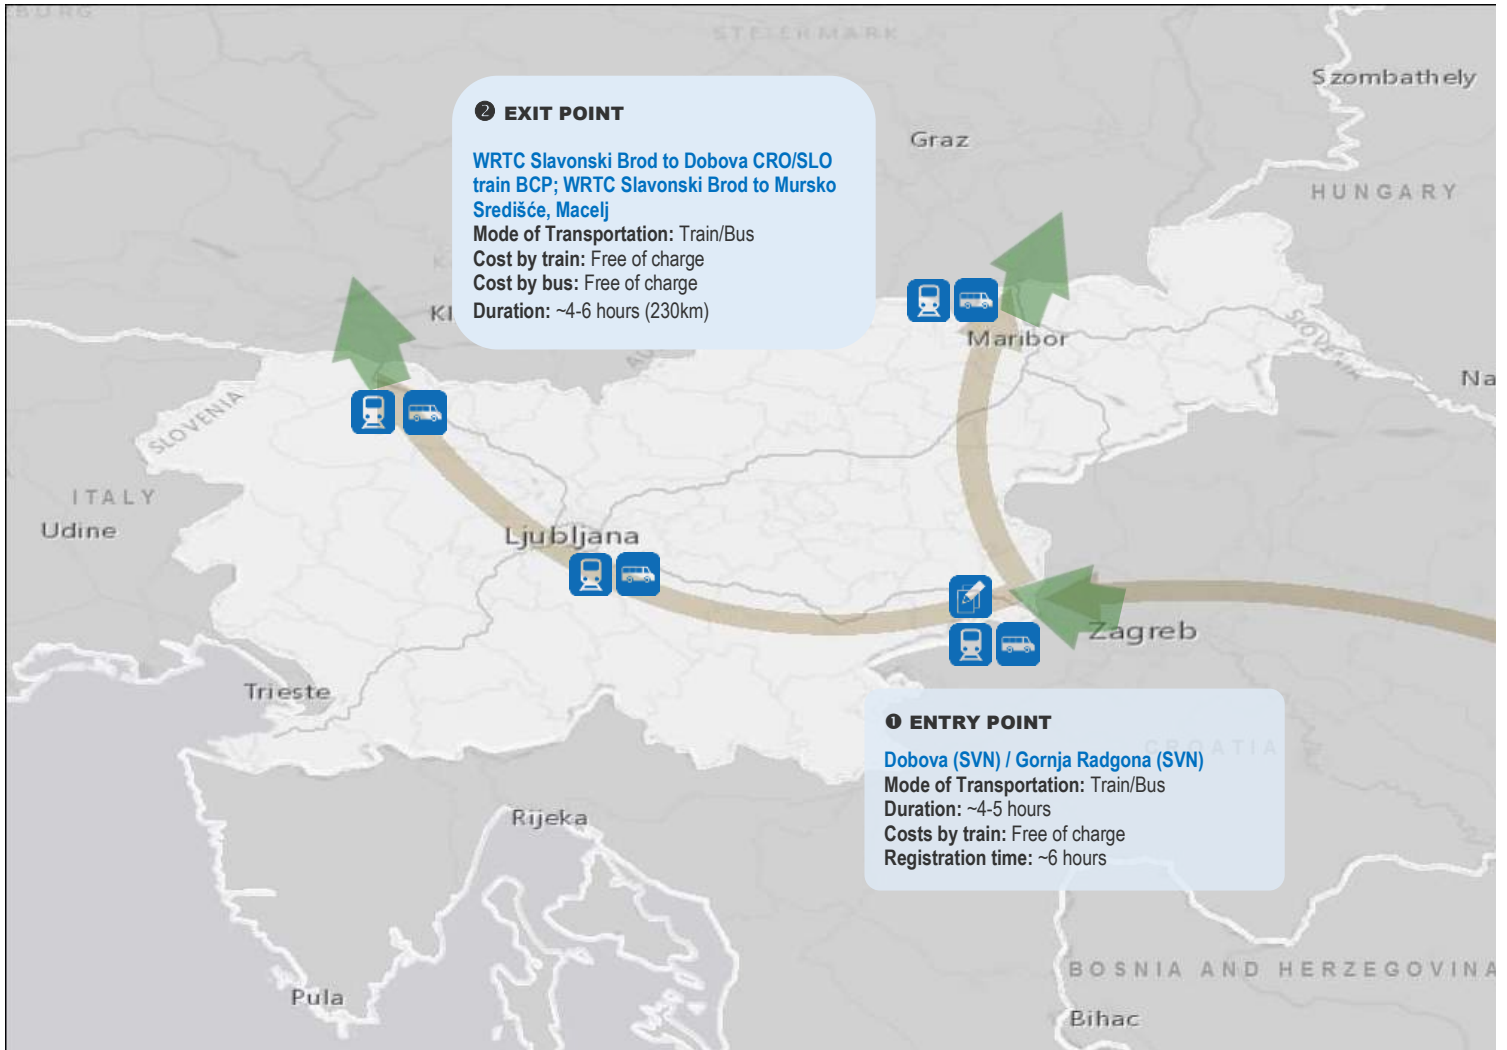 STEIERMARK
Szombathely
❷ EXIT POINT
Graz
WRTC Slavonski Brod to Dobova CRO/SLO
train BCP; WRTC Slavonski Brod to Mursko
Središće, Macelj
Mode of Transportation: Train/Bus
Cost by train: Free of charge
Cost by bus: Free of charge
Duration: ~4-6 hours (230km)
HUNGARY
Kl
Maribor
SLOVENIA
Na
SLOVENIA
ITALY
Udine
Ljubljana
Zagreb
Trieste
❶ ENTRY POINT
CROATIA
Dobova (SVN) / Gornja Radgona (SVN)
Mode of Transportation: Train/Bus
Duration: ~4-5 hours
Costs by train: Free of charge
Registration time: ~6 hours
Rijeka
BOSNIA AND HERZEGOVINA
Pula
Bihac